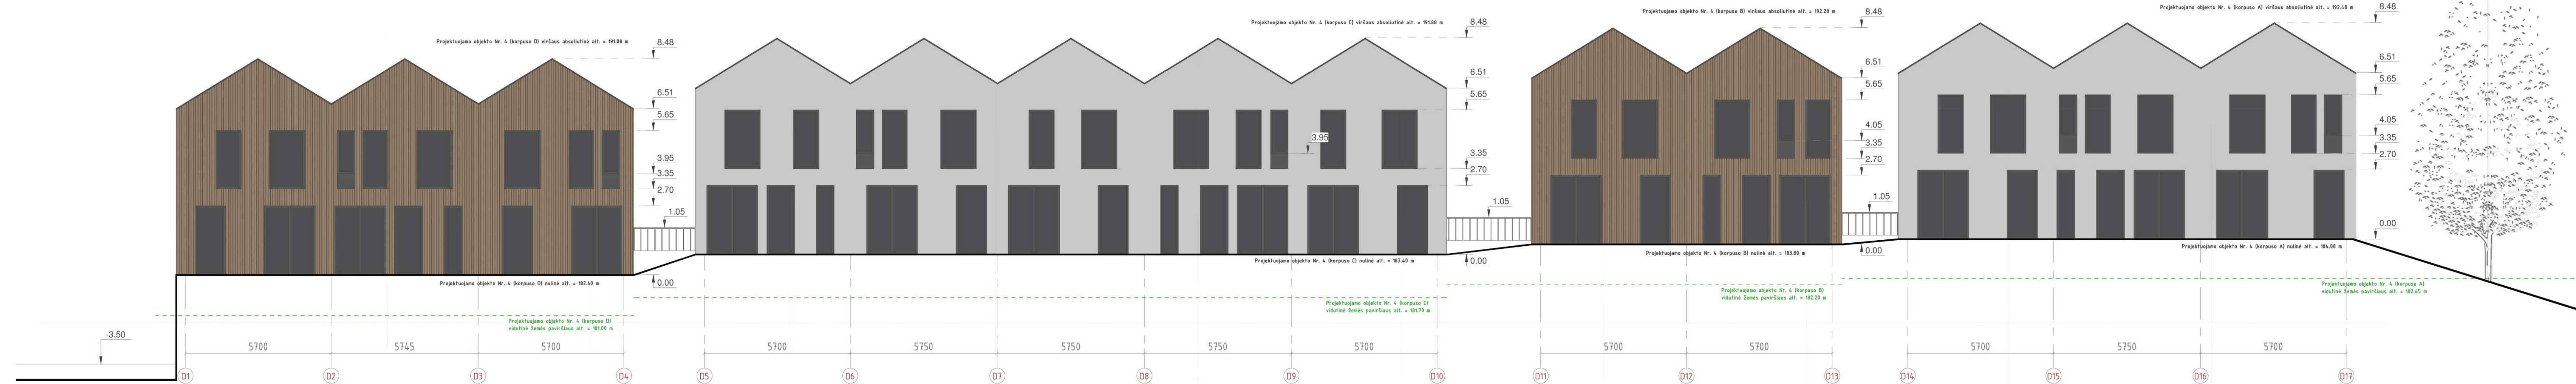 Projektuojamo objekto Nr. 4 (korpuso D) viršaus absoliutinė alt. = 191.08 m
8.48
6.51
5.65
3.95
3.35
2.70
1.05
0.00
Projektuojamo objekto Nr. 4 (korpuso D) nulinė alt. = 182.60 m
Projektuojamo objekto Nr. 4 (korpuso D)
vidutinė žemės paviršiaus alt. = 181.00 m
-3.50
Projektuojamo objekto Nr. 4 (korpuso C) viršaus absoliutinė alt. = 191.88 m
8.48
6.51
5.65
3.95
3.35
2.70
1.05
0.00
Projektuojamo objekto Nr. 4 (korpuso C) nulinė alt. = 183.40 m
Projektuojamo objekto Nr. 4 (korpuso C)
vidutinė žemės paviršiaus alt. = 181.70 m
Projektuojamo objekto Nr. 4 (korpuso B) viršaus absoliutinė alt. = 192.28 m
8.48
6.51
5.65
4.05
3.35
2.70
1.05
0.00
Projektuojamo objekto Nr. 4 (korpuso B) nulinė alt. = 183.80 m
Projektuojamo objekto Nr. 4 (korpuso B)
vidutinė žemės paviršiaus alt. = 182.20 m
Projektuojamo objekto Nr. 4 (korpuso A) viršaus absoliutinė alt. = 192.48 m
8.48
6.51
5.65
4.05
3.35
2.70
0.00
Projektuojamo objekto Nr. 4 (korpuso A) nulinė alt. = 184.00 m
Projektuojamo objekto Nr. 4 (korpuso A)
vidutinė žemės paviršiaus alt. = 182.45 m
5700 5745 5700 5700 5750 5750 5750 5700 5700 5700 5700 5750 5700
D1 D2 D3 D4 D5 D6 D7 D8 D9 D10 D11 D12 D13 D14 D15 D16 D17